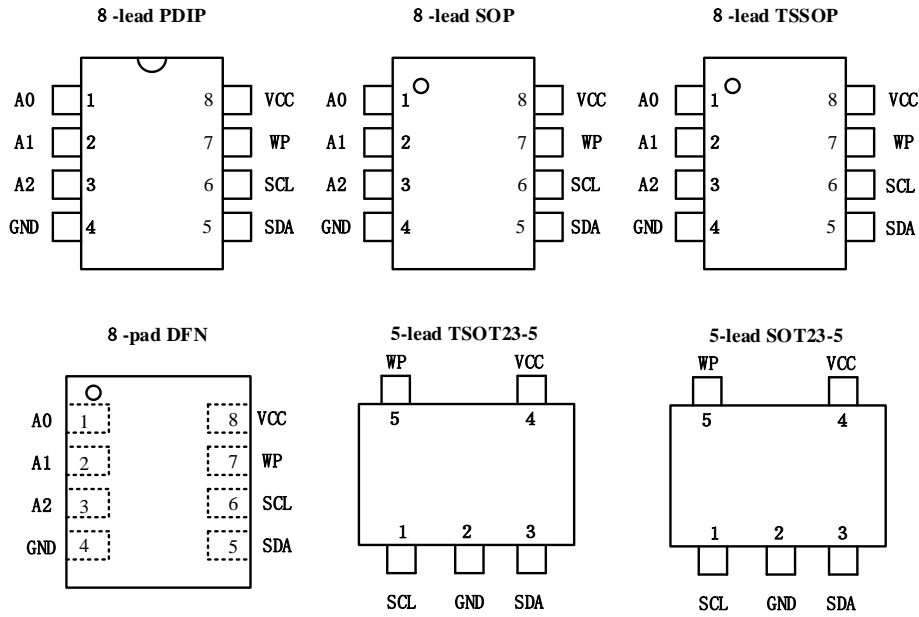 8 -lead PDIP 8 -lead SOP 8 -lead TSSOP
A0 1 8 VCC A0 1 8 VCC A0 1 8 VCC
A1 2 7 WP A1 2 7 WP A1 2 7 WP
A2 3 6 SCL A2 3 6 SCL A2 3 6 SCL
GND 4 5 SDA GND 4 5 SDA GND 4 5 SDA
8 -pad DFN 5-lead TSOT23-5 5-lead SOT23-5
WP VCC WP VCC
A0 1 8 VCC 5 4 5 4
A1 2 7 WP
A2 3 6 SCL
GND 4 5 SDA 1 2 3 1 2 3
SCL GND SDA SCL GND SDA